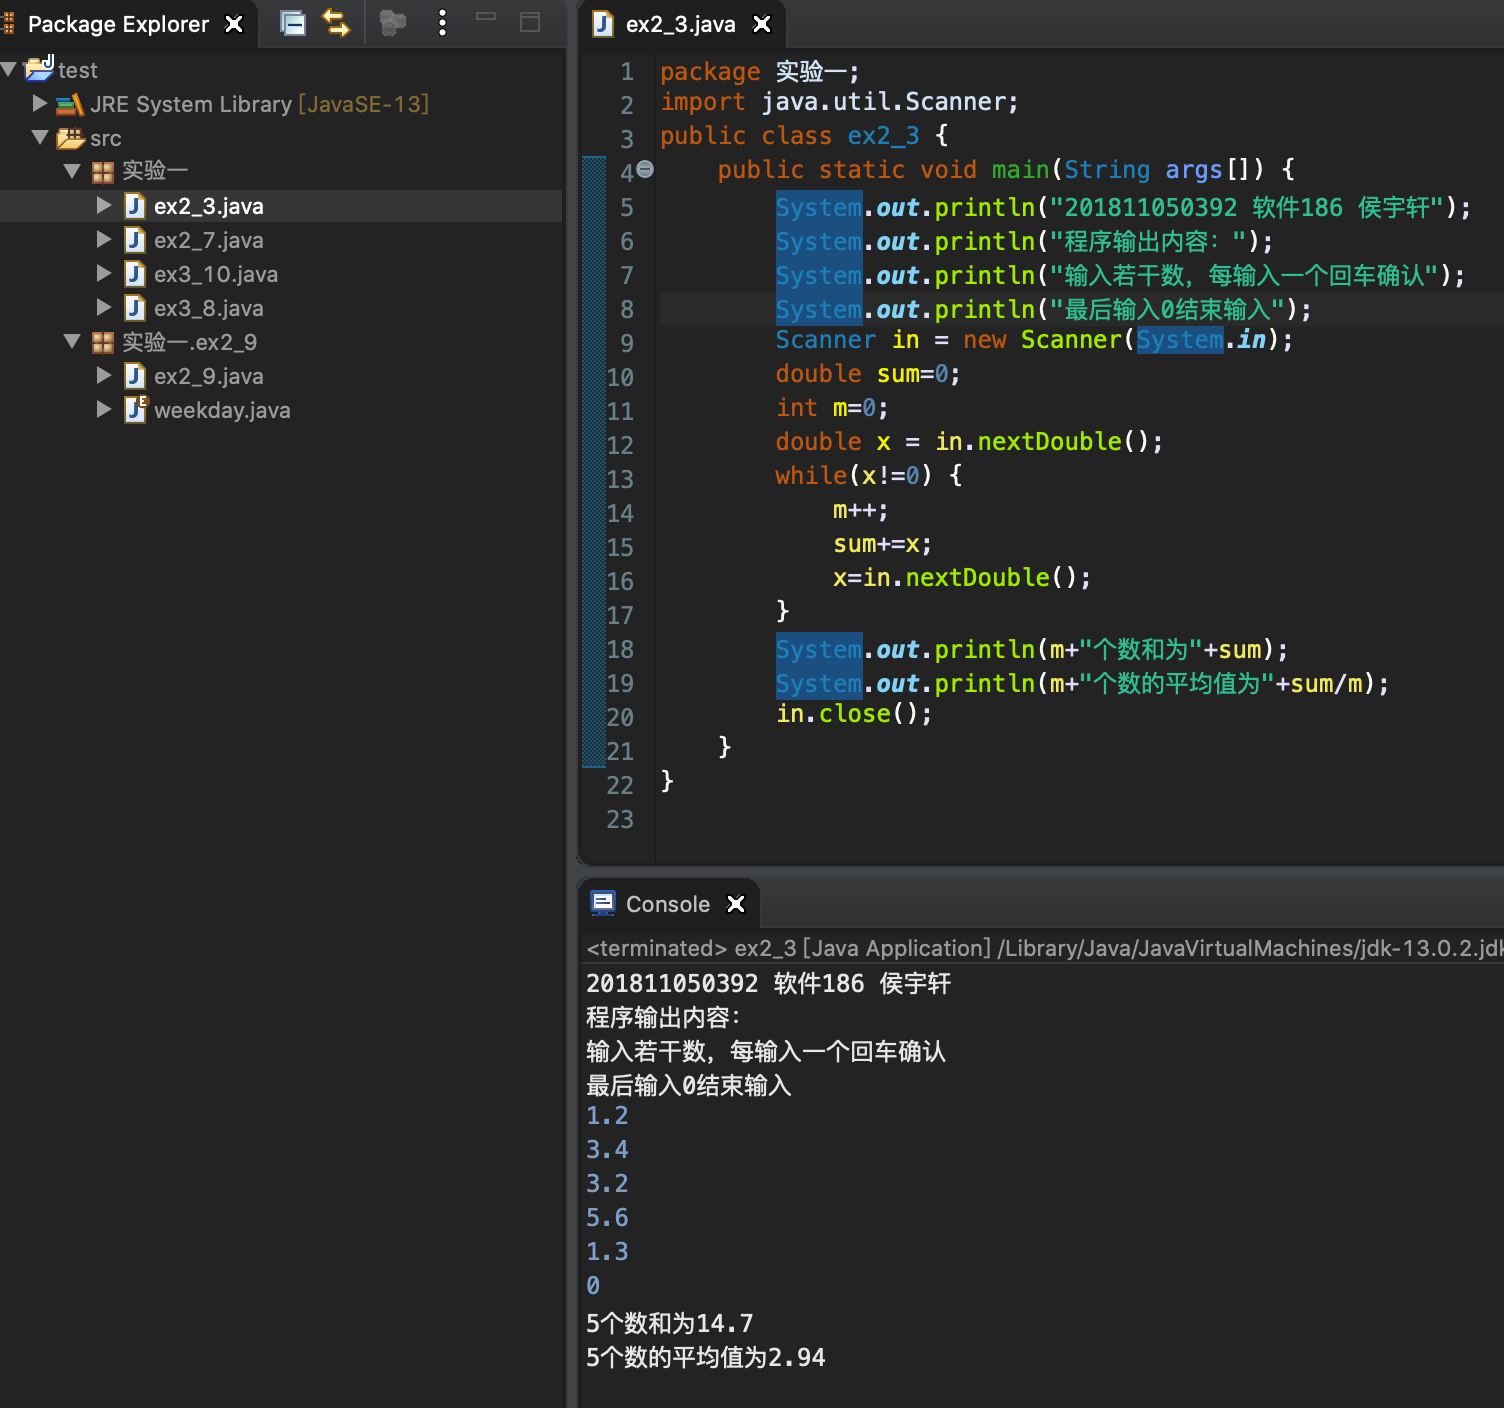 Package Explorer
test
JRE System Library [JavaSE-13]
src
实验一
ex2_3.java
ex2_7.java
ex3_10.java
ex3_8.java
实验一.ex2_9
ex2_9.java
weekday.java
ex2_3.java
1 package 实验一;
2 import java.util.Scanner;
3 public class ex2_3 {
4 public static void main(String args[]) {
5 System.out.println("201811050392 软件186 侯宇轩");
6 System.out.println("程序输出内容：");
7 System.out.println("输入若干数，每输入一个回车确认");
8 System.out.println("最后输入0结束输入");
9 Scanner in = new Scanner(System.in);
10 double sum=0;
11 int m=0;
12 double x = in.nextDouble();
13 while(x!=0) {
14 m++;
15 sum+=x;
16 x=in.nextDouble();
17 }
18 System.out.println(m+"个数和为"+sum);
19 System.out.println(m+"个数的平均值为"+sum/m);
20 in.close();
21 }
22 }
23
Console
<terminated> ex2_3 [Java Application] /Library/Java/JavaVirtualMachines/jdk-13.0.2.jdk
201811050392 软件186 侯宇轩
程序输出内容：
输入若干数，每输入一个回车确认
最后输入0结束输入
1.2
3.4
3.2
5.6
1.3
0
5个数和为14.7
5个数的平均值为2.94